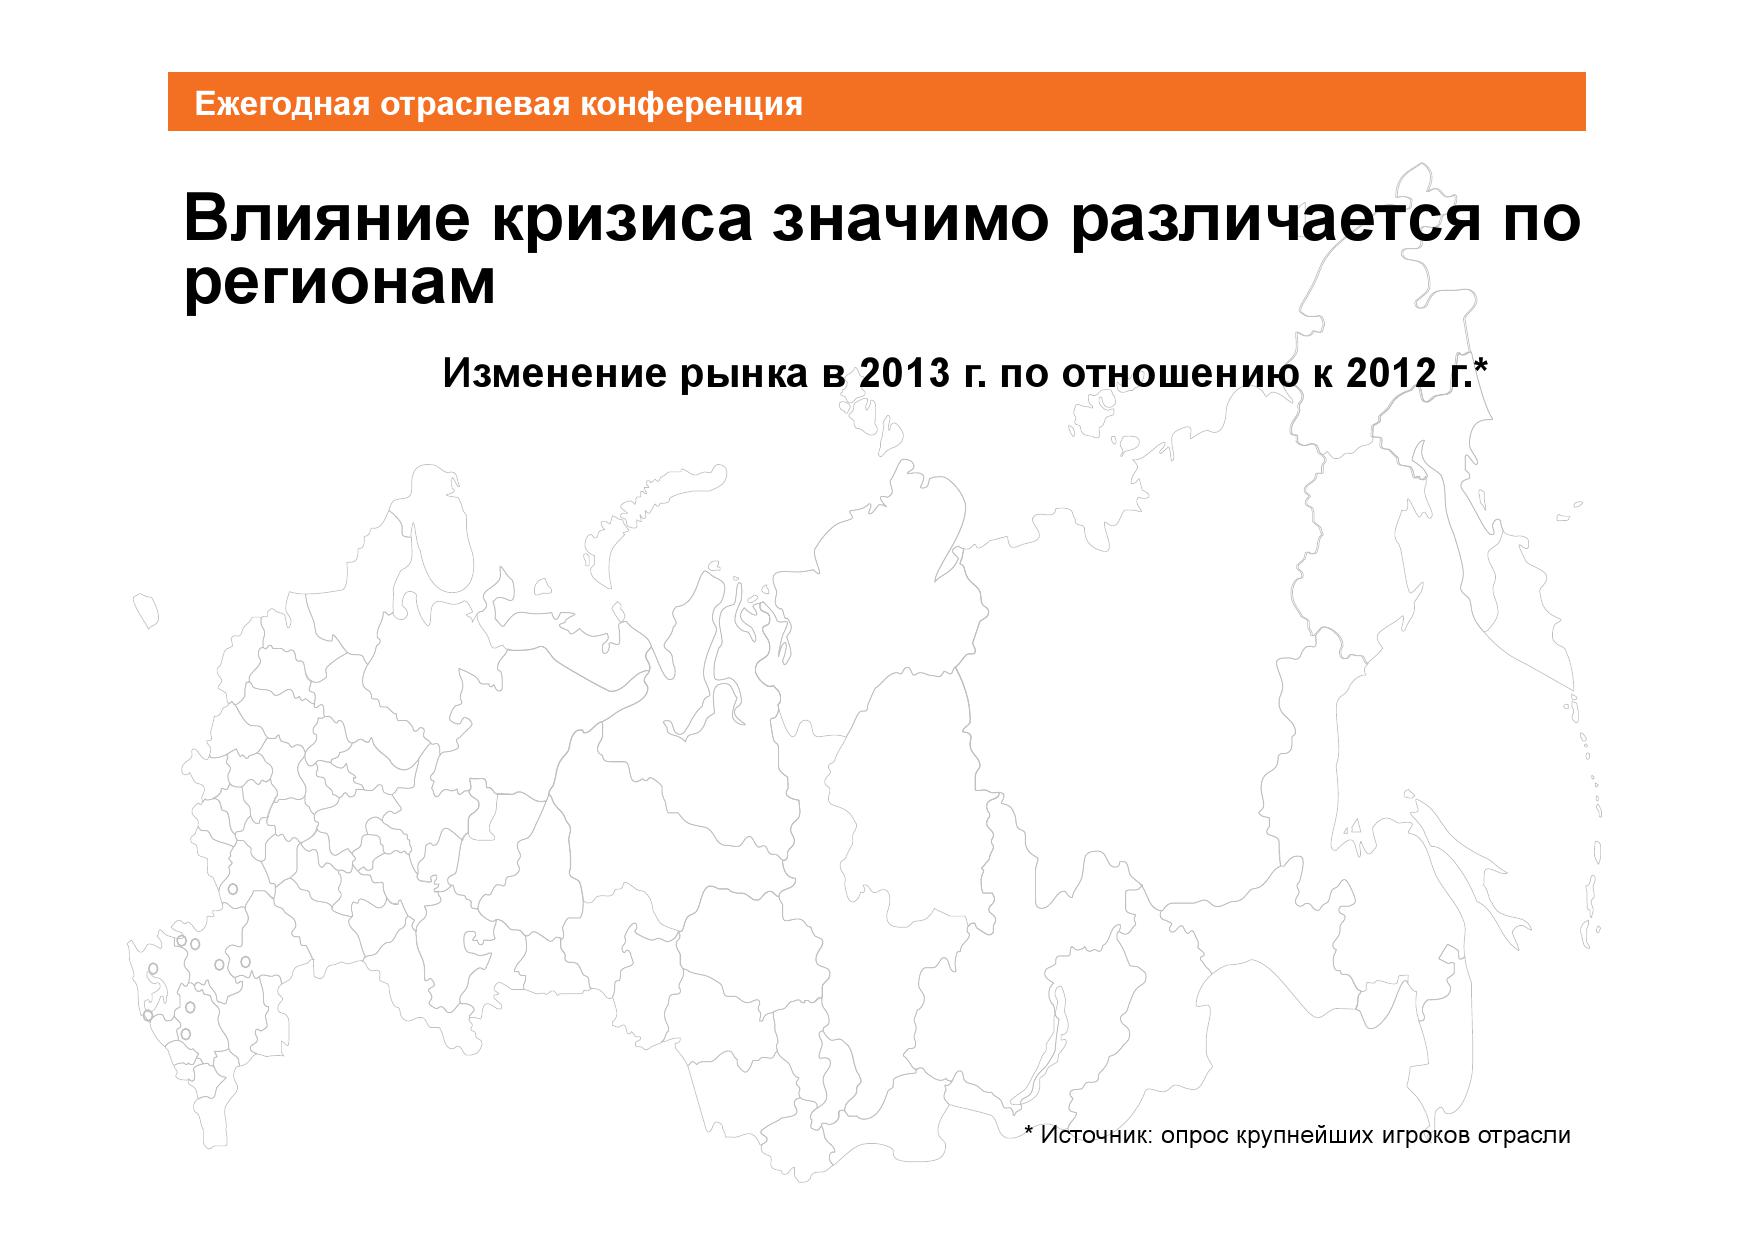 Ежегодная отраслевая конференция
Влияние кризиса значимо различается по
регионам
Изменение рынка в 2013 г. по отношению к 2012 г.*
* Источник: опрос крупнейших игроков отрасли